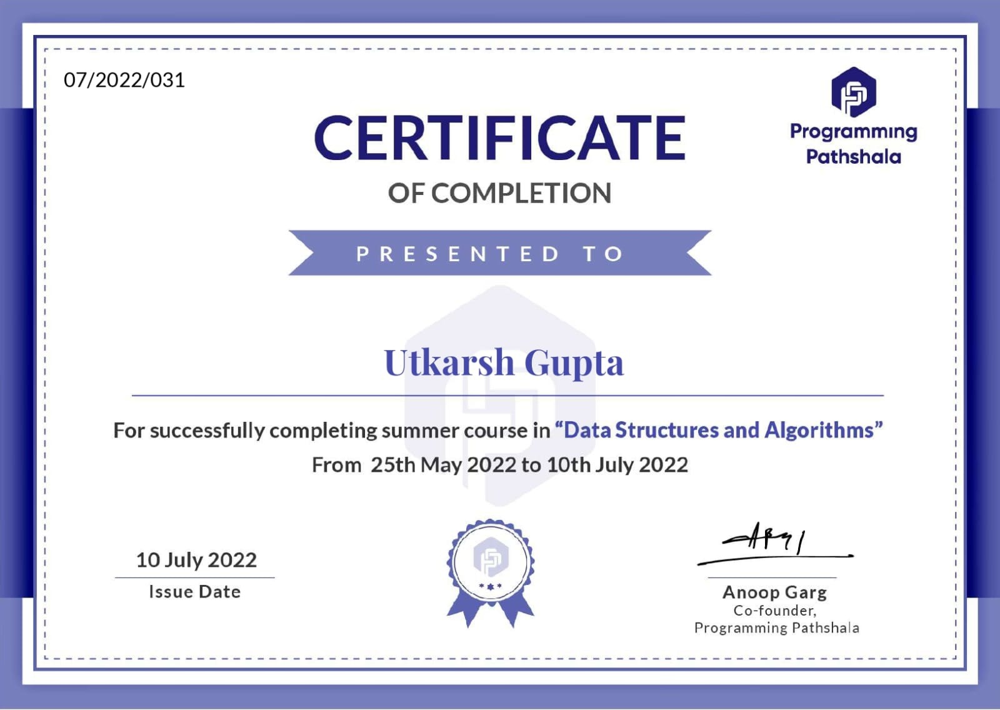 07/2022/031
Programming
Pathshala
CERTIFICATE
OF COMPLETION
PRESENTED TO
Utkarsh Gupta
For successfully completing summer course in “Data Structures and Algorithms”
From 25th May 2022 to 10th July 2022
10 July 2022
Issue Date
Anoop Garg
Co-founder,
Programming Pathshala